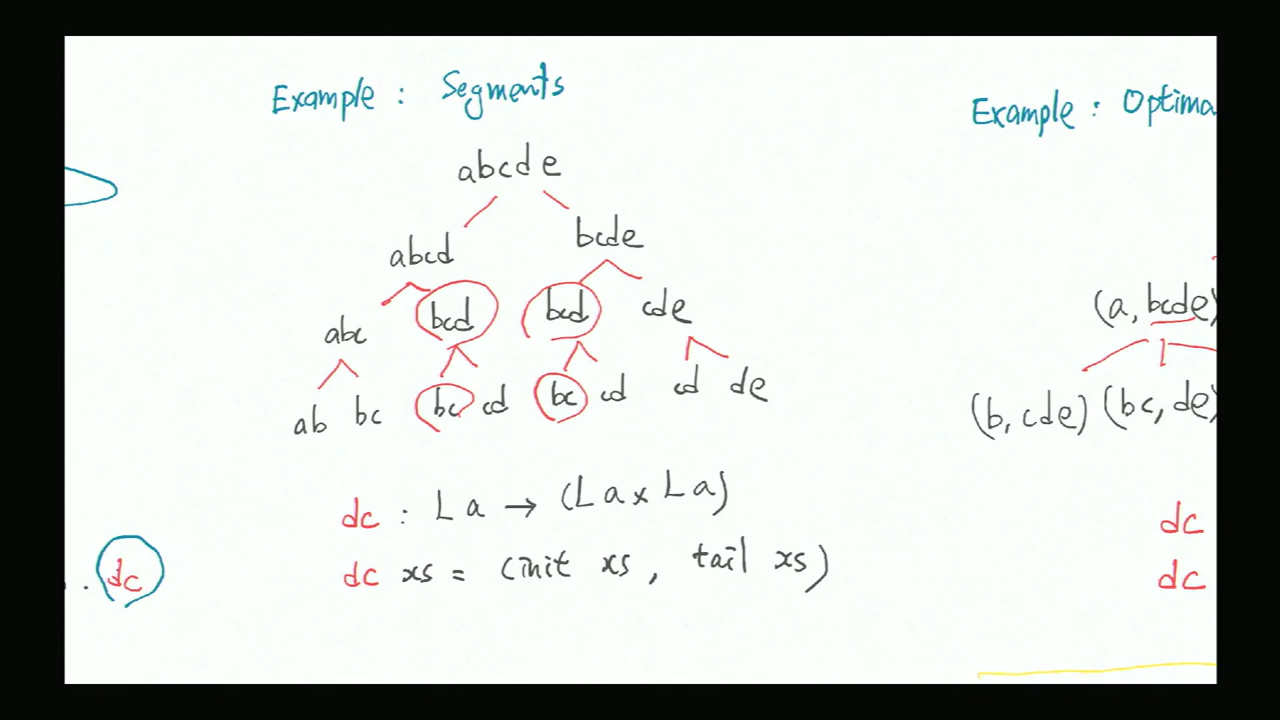 Example : Segments
abcde
abcd bcde
abc bcd bcd cde
ab bc bc cd bc cd cd de
dc : L a → (L a × L a)
dc xs = (init xs, tail xs)
. dc
Example : Optima
(a, bcde)
(b, cde) (bc, de)
dc
dc